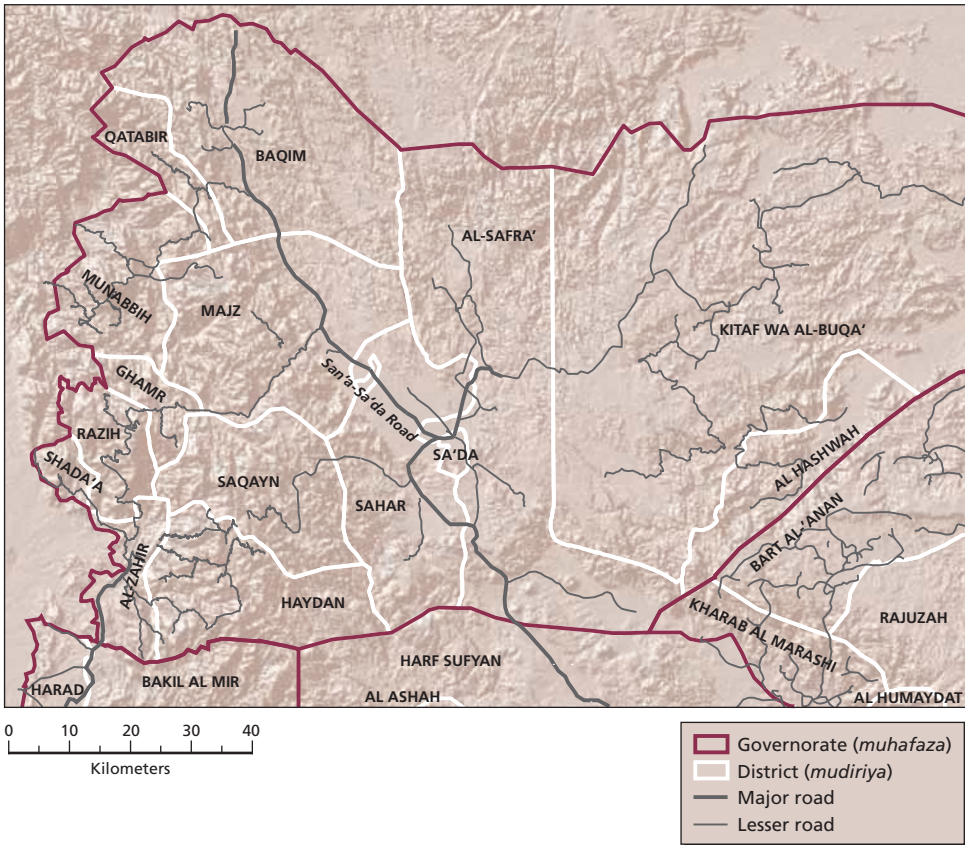 QATABIR
BAQIM
AL-SAFRA’
MUNABBIH
MAJZ
KITAF WA AL-BUQA’
GHAMR
San’a-Sa’da Road
RAZIH
SHADA’A
SA’DA
SAQAYN
SAHAR
AL HASHWAH
BART AL-‘ANAN
AL-ZAHIR
HAYDAN
KHARAB AL MARASHI
RAJUZAH
HARAD
BAKIL AL MIR
HARF SUFYAN
AL ASHAH
AL HUMAYDAT
0 10 20 30 40
Kilometers
Governorate (muhafaza)
District (mudiriya)
Major road
Lesser road